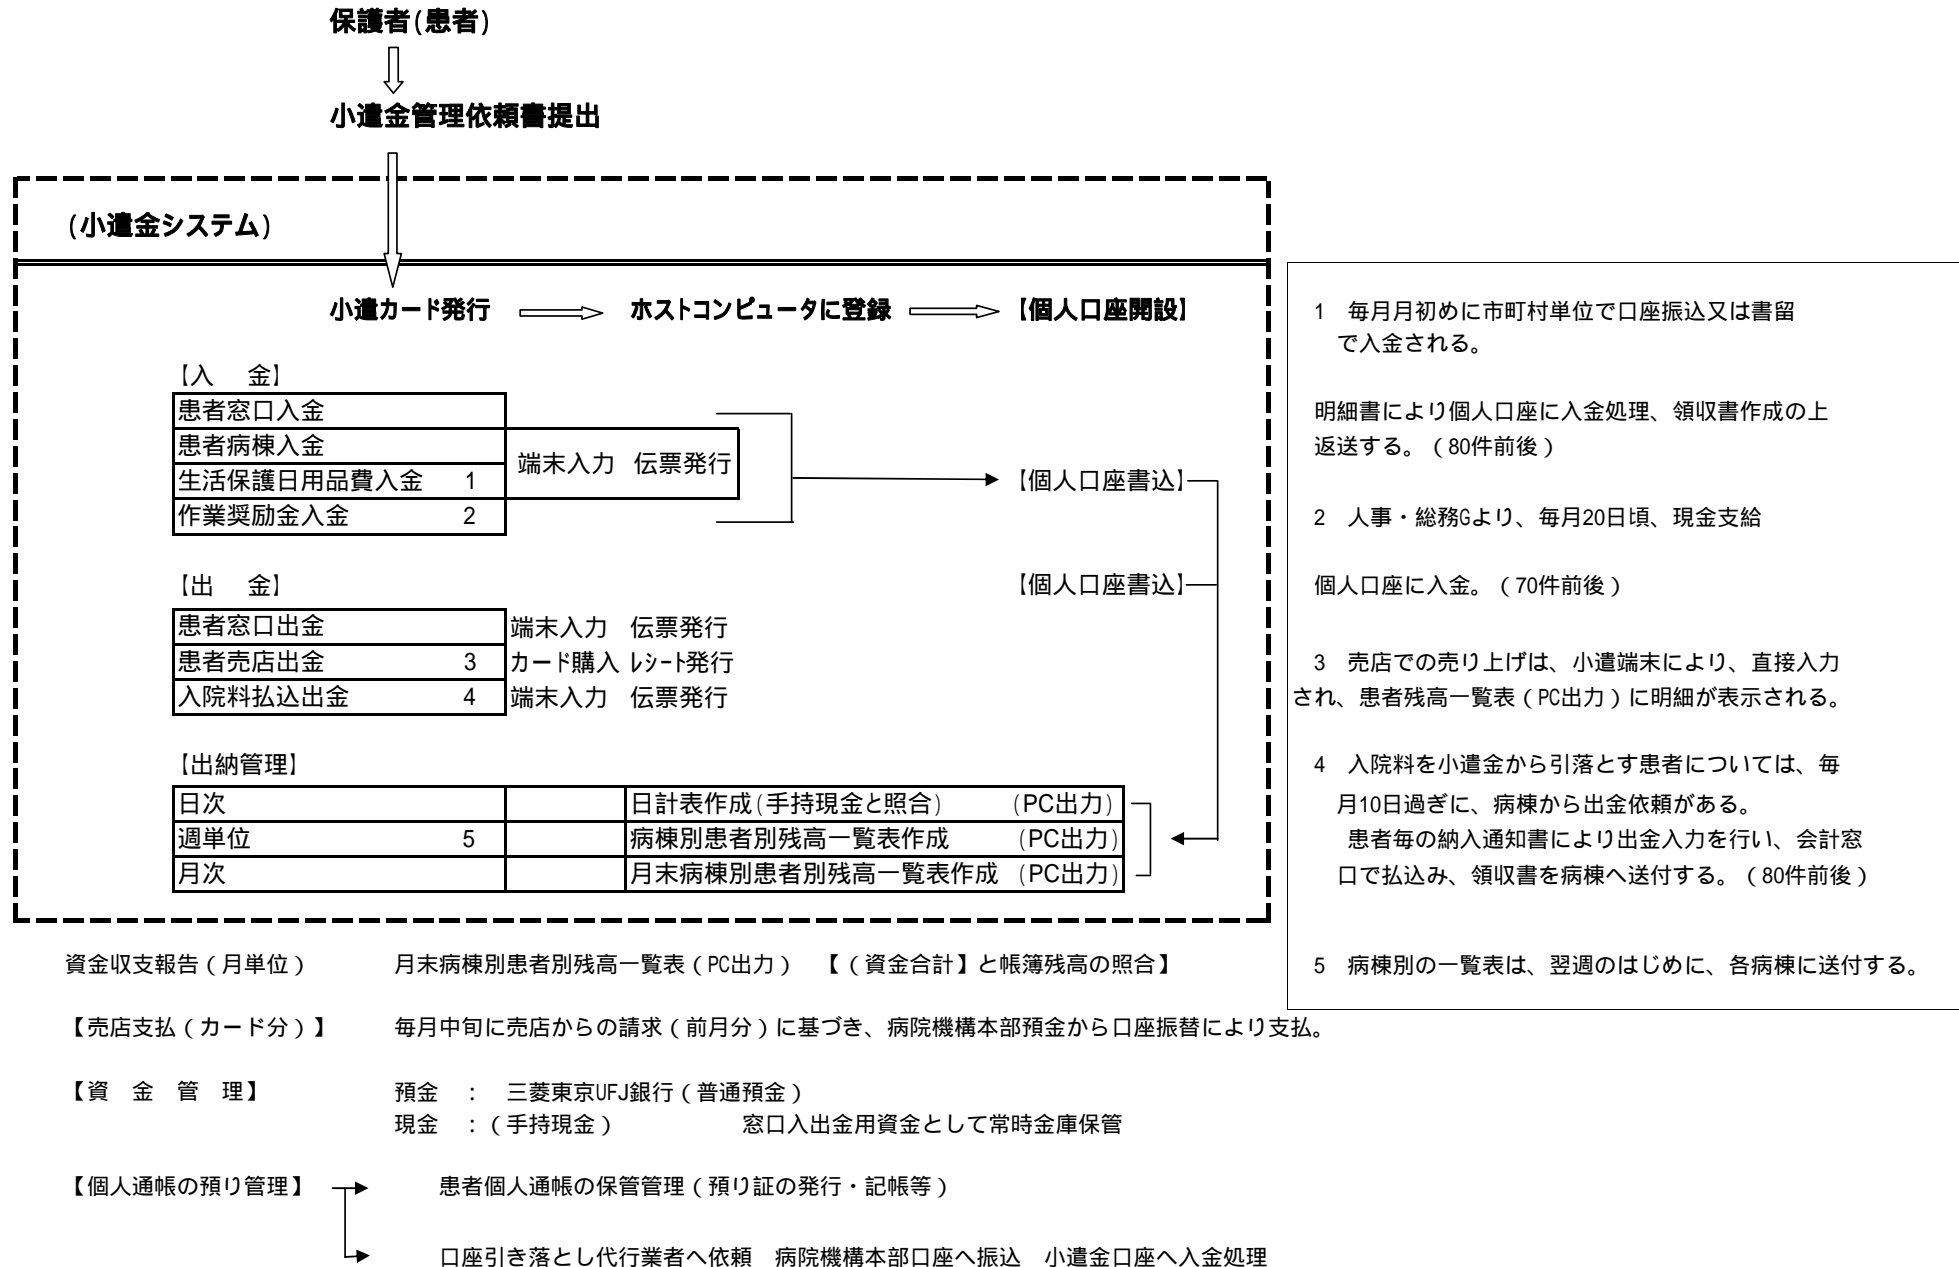 保護者(患者)
小遣金管理依頼書提出
(小遣金システム)
小遣カード発行 ホストコンピュータに登録 【個人口座開設】
【入　金】
患者窓口入金
患者病棟入金
端末入力　伝票発行
生活保護日用品費入金 1
作業奨励金入金 2
【個人口座書込】
【出　金】
【個人口座書込】
患者窓口出金 端末入力　伝票発行
患者売店出金 3 カード購入 レシート発行
入院料払込出金 4 端末入力　伝票発行
【出納管理】
日次 日計表作成(手持現金と照合) (PC出力)
週単位 5 病棟別患者別残高一覧表作成 (PC出力)
月次 月末病棟別患者別残高一覧表作成 (PC出力)
1　毎月月初めに市町村単位で口座振込又は書留
で入金される。
明細書により個人口座に入金処理、領収書作成の上
返送する。（80件前後）
2　人事・総務Gより、毎月20日頃、現金支給
個人口座に入金。（70件前後）
3　売店での売り上げは、小遣端末により、直接入力
され、患者残高一覧表（PC出力）に明細が表示される。
4　入院料を小遣金から引落とす患者については、毎
月10日過ぎに、病棟から出金依頼がある。
患者毎の納入通知書により出金入力を行い、会計窓
口で払込み、領収書を病棟へ送付する。（80件前後）
5　病棟別の一覧表は、翌週のはじめに、各病棟に送付する。
資金収支報告（月単位） 月末病棟別患者別残高一覧表（PC出力） 【（資金合計】と帳簿残高の照合】
【売店支払（カード分）】 毎月中旬に売店からの請求（前月分）に基づき、病院機構本部預金から口座振替により支払。
【資　金　管　理】 預金　：　三菱東京UFJ銀行（普通預金）
現金　：（手持現金） 窓口入出金用資金として常時金庫保管
【個人通帳の預り管理】 患者個人通帳の保管管理（預り証の発行・記帳等）
口座引き落とし代行業者へ依頼　病院機構本部口座へ振込　小遣金口座へ入金処理